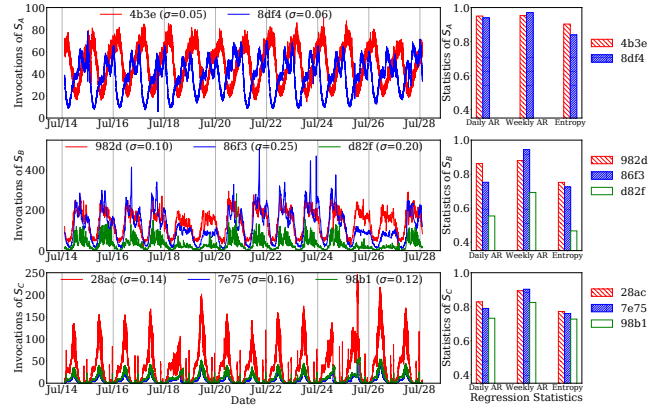 Invocations of S_A
100
80
60
40
20
0
4b3e (σ=0.05) 8df4 (σ=0.06)
Jul/14 Jul/16 Jul/18 Jul/20 Jul/22 Jul/24 Jul/26 Jul/28
Statistics of S_A
1.0
0.8
0.6
0.4
Daily AR Weekly AR Entropy
4b3e
8df4
Invocations of S_B
400
200
0
982d (σ=0.10) 86f3 (σ=0.25) d82f (σ=0.20)
Jul/14 Jul/16 Jul/18 Jul/20 Jul/22 Jul/24 Jul/26 Jul/28
Statistics of S_B
1.0
0.8
0.6
0.4
Daily AR Weekly AR Entropy
982d
86f3
d82f
Invocations of S_C
250
200
150
100
50
0
28ac (σ=0.14) 7e75 (σ=0.16) 98b1 (σ=0.12)
Jul/14 Jul/16 Jul/18 Jul/20 Jul/22 Jul/24 Jul/26 Jul/28
Date
Statistics of S_C
1.0
0.8
0.6
0.4
Daily AR Weekly AR Entropy
Regression Statistics
28ac
7e75
98b1